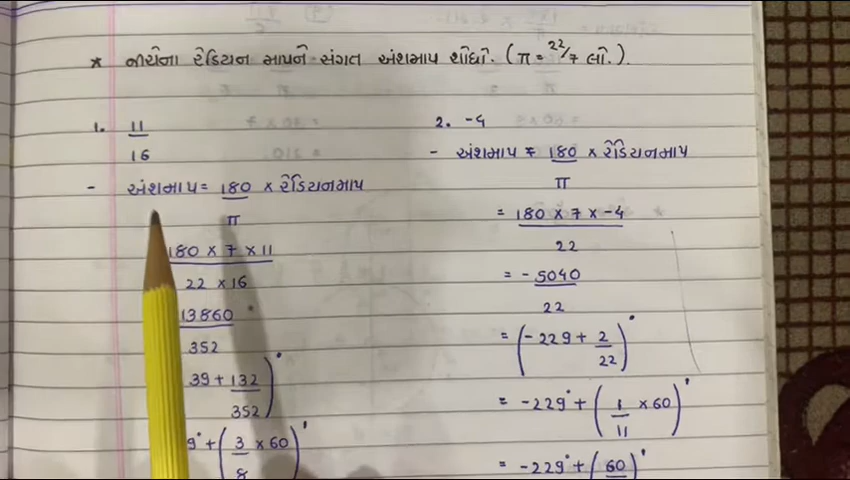 * નીચેના રેડિયન માપને સંગત અંશમાપ શોધો. (π = 22/7 લો.)
1. 11/16
- અંશમાપ = 180/π × રેડિયનમાપ
180 × 7 × 11 / 22 × 16
13860 / 352
39 + 132/352)°
9° + (3/8 × 60)'
2. -4
- અંશમાપ = 180/π × રેડિયનમાપ
= 180 × 7 × -4 / 22
= -5040 / 22
= (-229 + 2/22)°
= -229° + (1/11 × 60)'
= -229° + (60